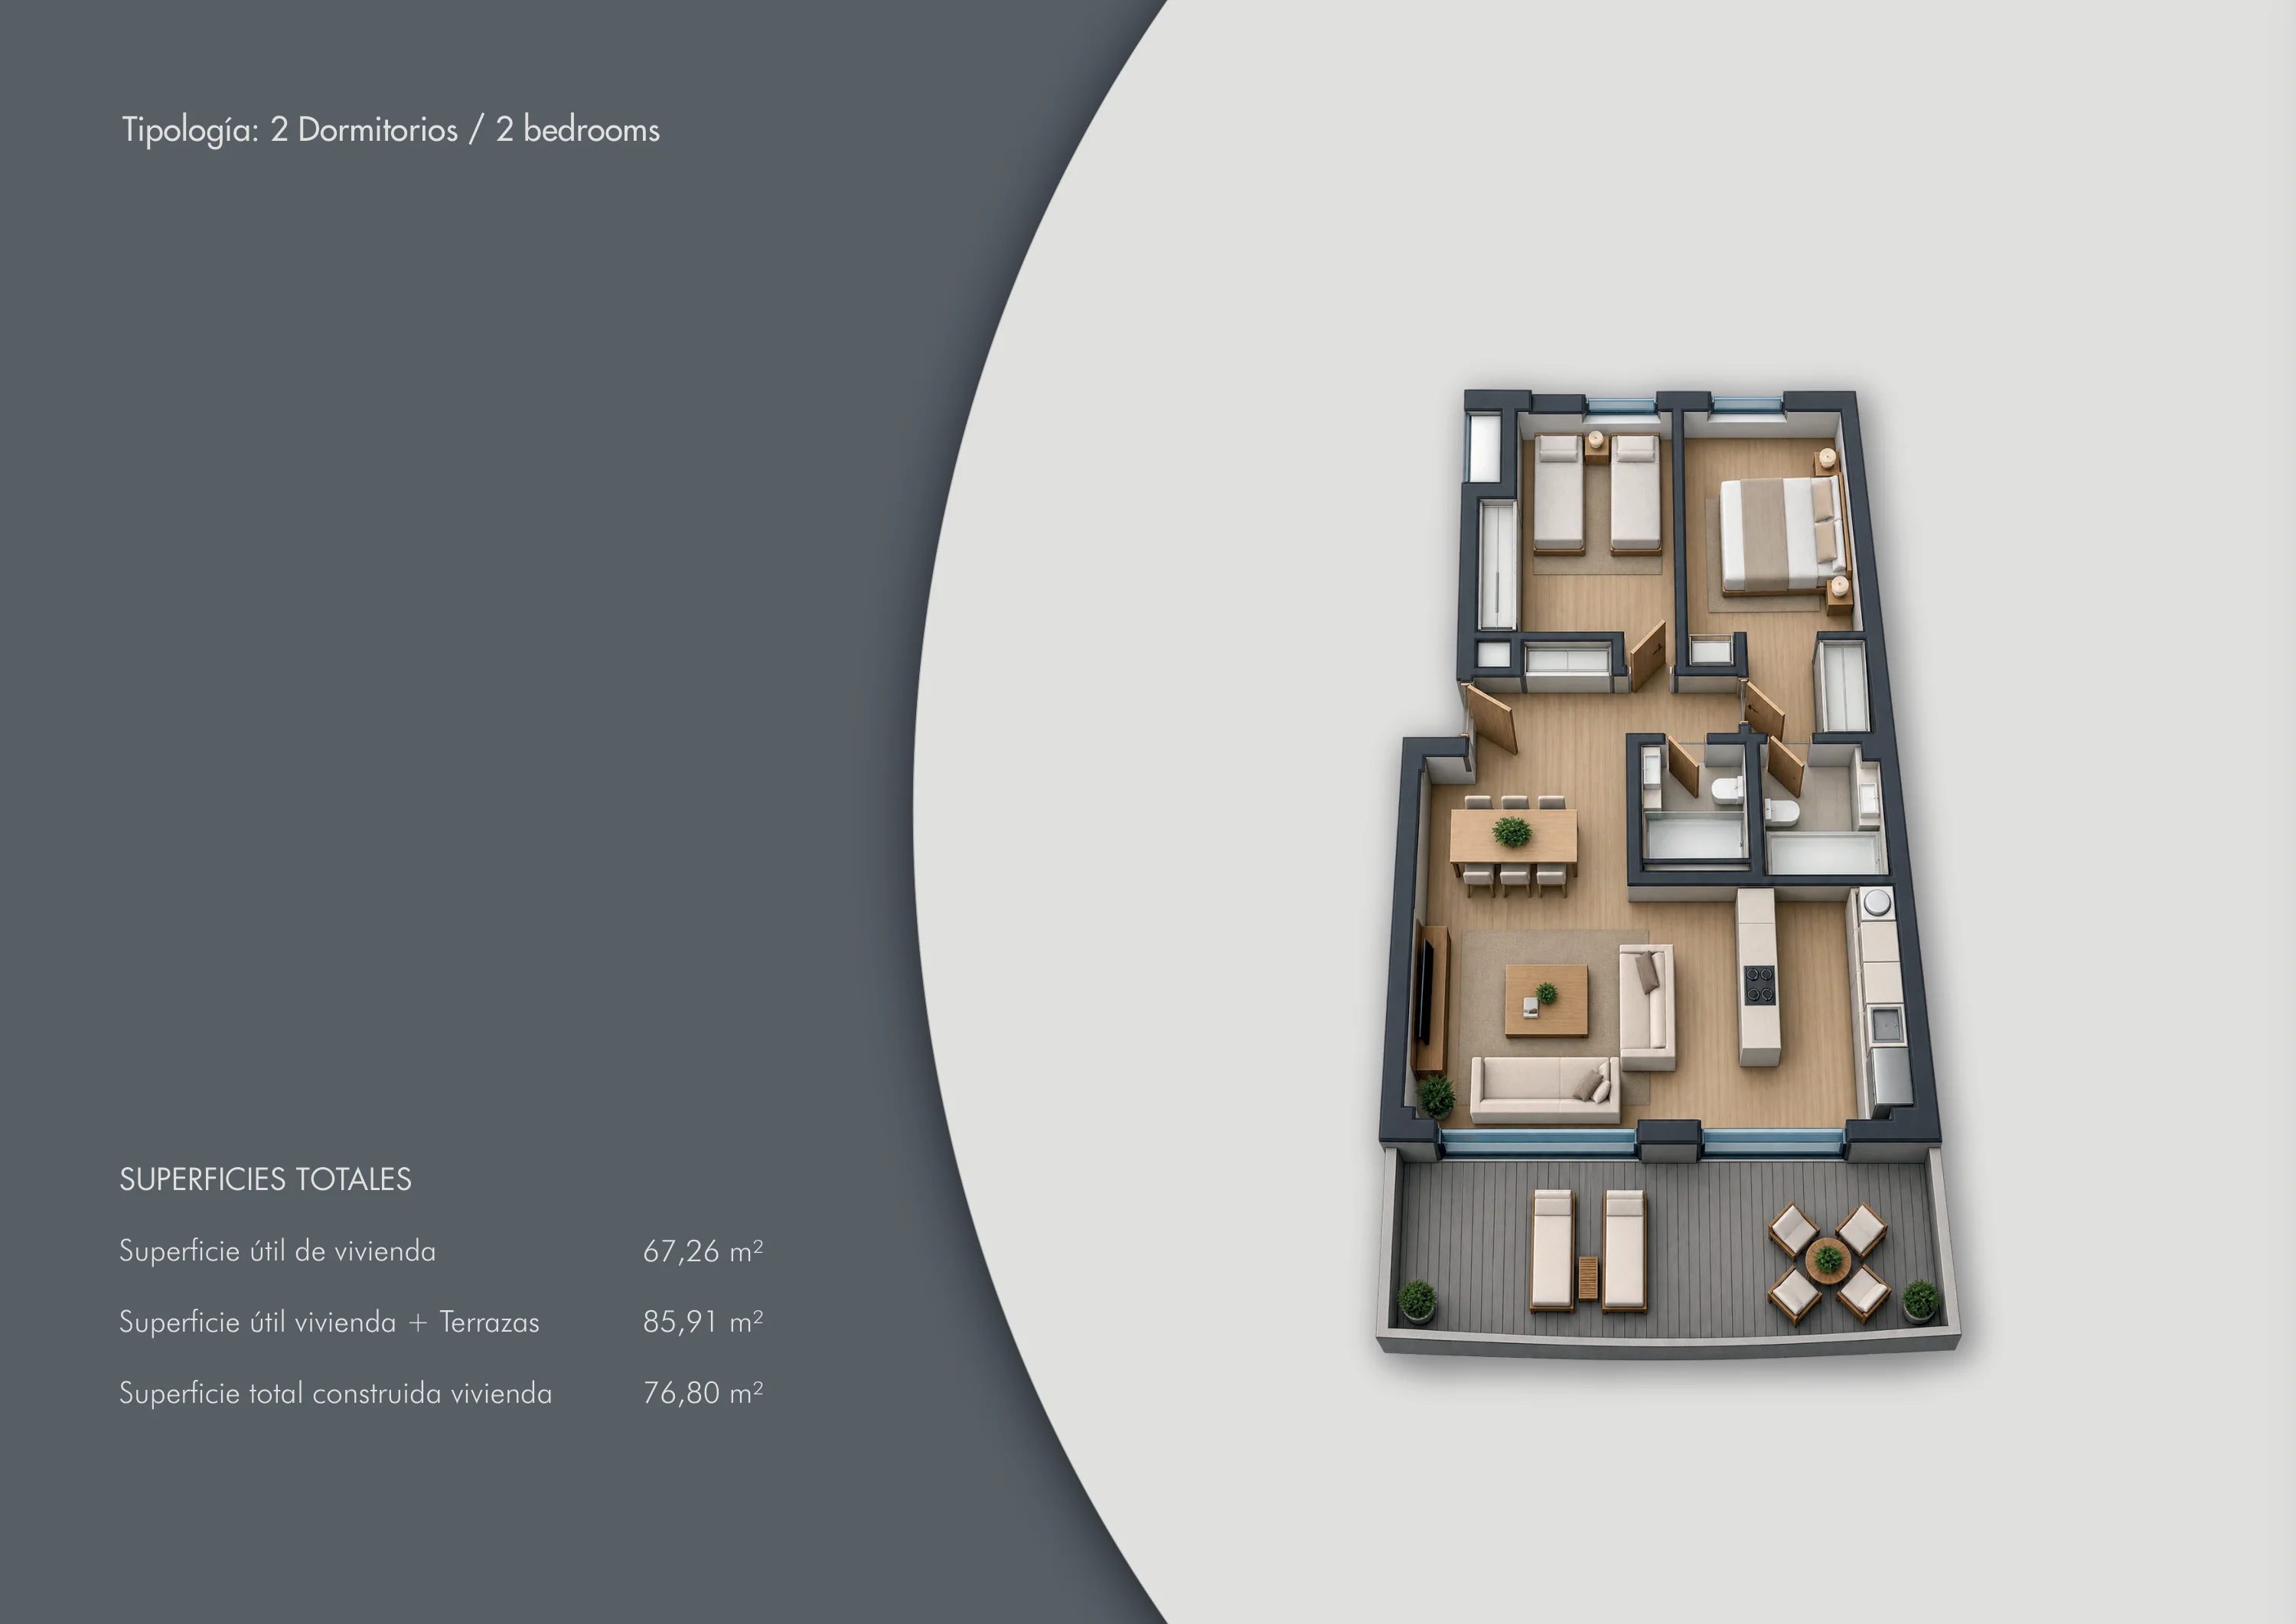 Tipología: 2 Dormitorios / 2 bedrooms
SUPERFICIES TOTALES
Superficie útil de vivienda 67,26 m²
Superficie útil vivienda + Terrazas 85,91 m²
Superficie total construida vivienda 76,80 m²